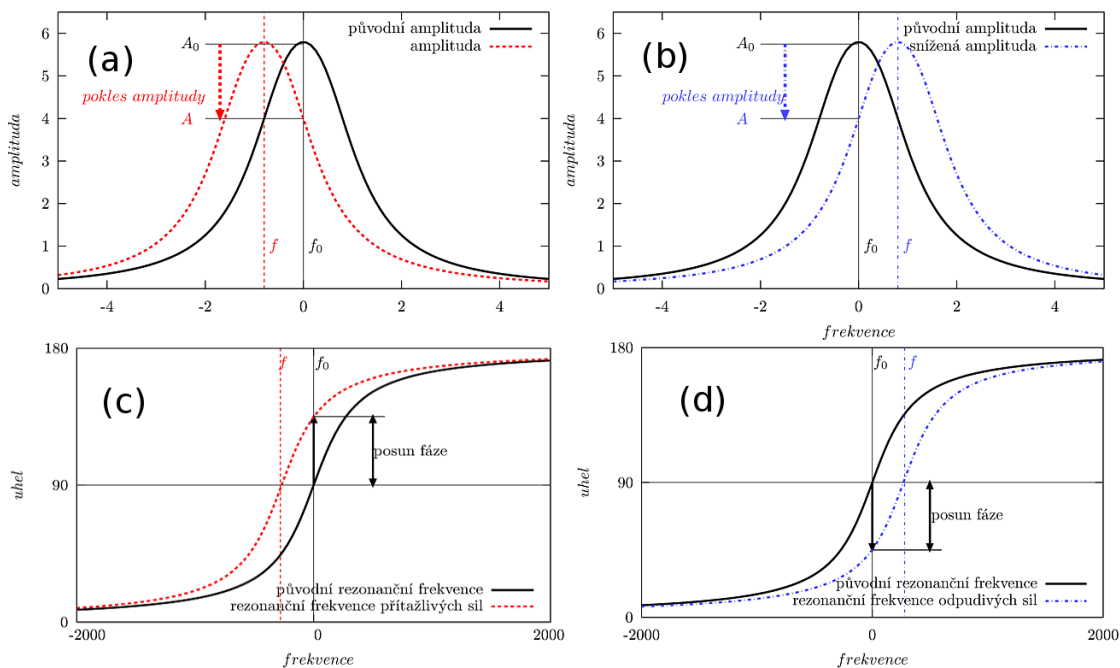 (a)
původní amplituda
amplituda
A₀
pokles amplitudy
A
f
f₀
amplituda
6
5
4
3
2
1
0
-4
-2
0
2
4
(b)
původní amplituda
snížená amplituda
A₀
pokles amplitudy
A
f₀
f
amplituda
6
5
4
3
2
1
0
-4
-2
0
2
4
frekvence
(c)
f
f₀
posun fáze
původní rezonanční frekvence
rezonanční frekvence přítažlivých sil
uhel
180
90
0
-2000
0
2000
frekvence
(d)
f₀
f
posun fáze
původní rezonanční frekvence
rezonanční frekvence odpudivých sil
uhel
180
90
0
-2000
0
2000
frekvence